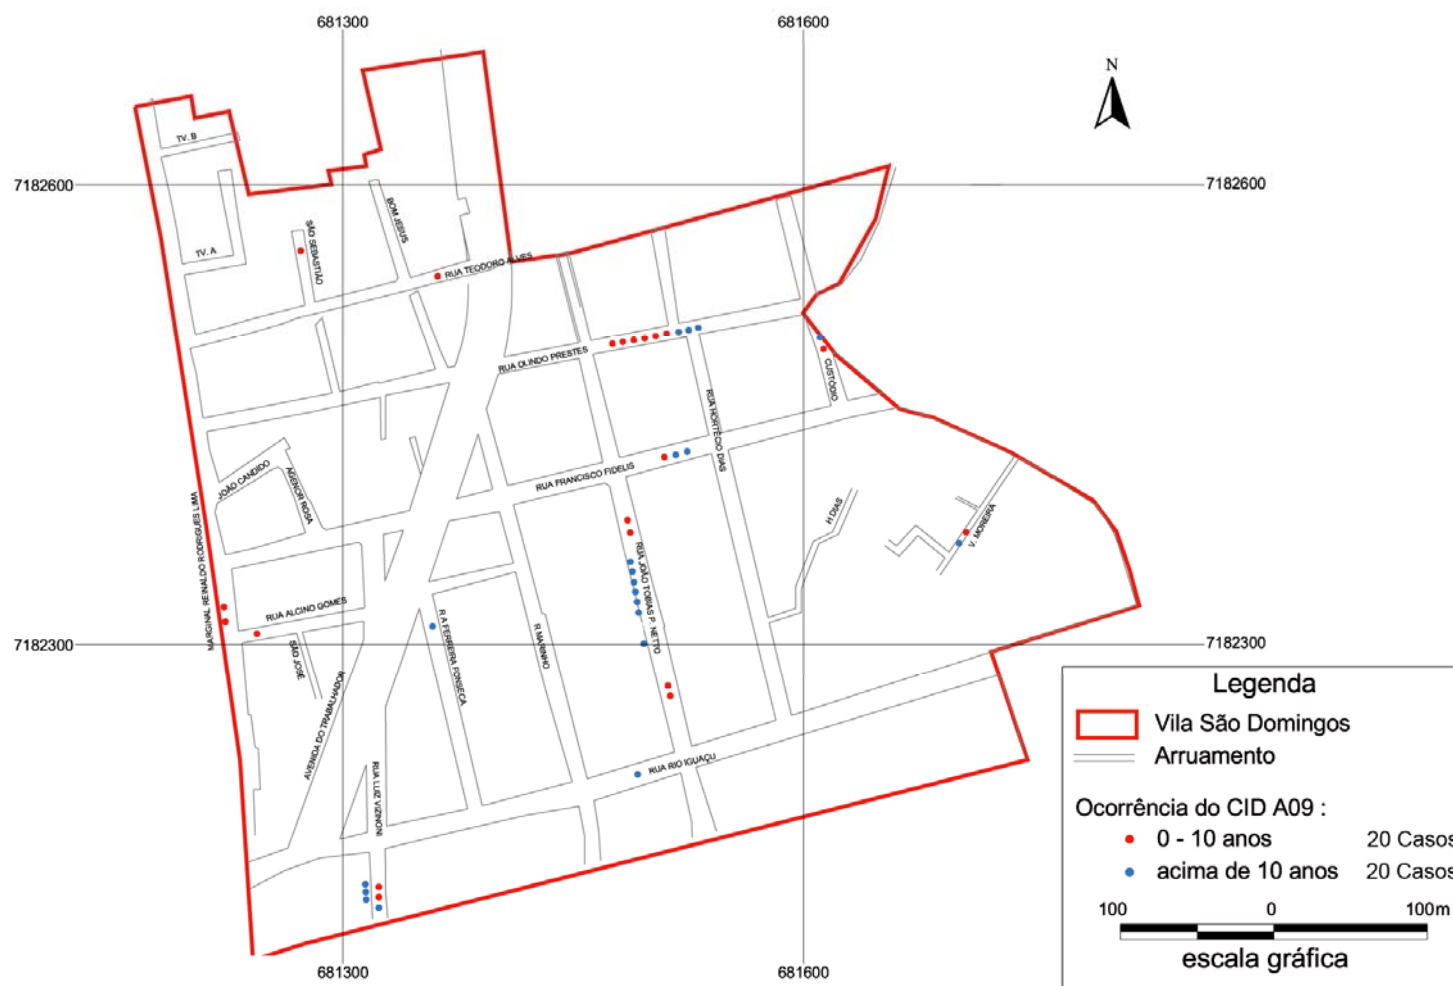 681300
681600
N
TV. B
7182600
7182600
BOM JESUS
SÃO SEBASTIÃO
TV. A
RUA TEODORO ALVES
RUA OLINDO PRESTES
CUSTÓDIO
RUA HORTÉCIO DIAS
JOÃO CANDIDO
AGENOR ROSA
RUA FRANCISCO FIDELIS
MARGINAL REINALDO RODRIGUES LIMA
H DIAS
V. MOREIRA
RUA JOÃO TOBIAS P. NETTO
RUA ALCINO GOMES
R A FERREIRA FONSECA
R MARINHO
SÃO JOSÉ
7182300
7182300
AVENIDA DO TRABALHADOR
RUA LUIZ VIZINONI
RUA RIO IGUAÇU
681300
681600
Legenda
Vila São Domingos
Arruamento
Ocorrência do CID A09 :
0 - 10 anos 20 Casos
acima de 10 anos 20 Casos
100 0 100m
escala gráfica